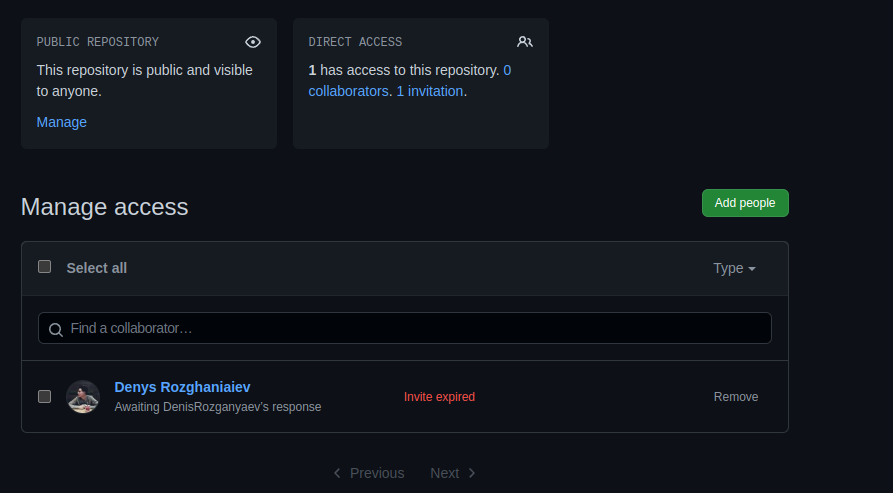 PUBLIC REPOSITORY
This repository is public and visible
to anyone.
Manage
DIRECT ACCESS
1 has access to this repository. 0
collaborators. 1 invitation.
Manage access
Add people
Select all
Type
Find a collaborator…
Denys Rozghaniaiev
Awaiting DenisRozganyaev's response
Invite expired
Remove
Previous
Next